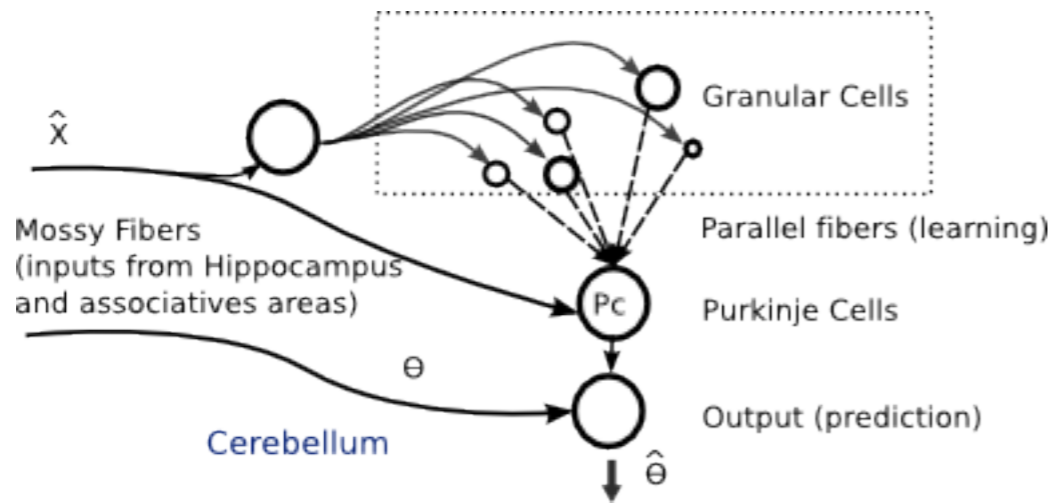 Granular Cells
X̂
Mossy Fibers
(inputs from Hippocampus
and associatives areas)
Parallel fibers (learning)
Pc
Purkinje Cells
Θ
Output (prediction)
Cerebellum
Θ̂